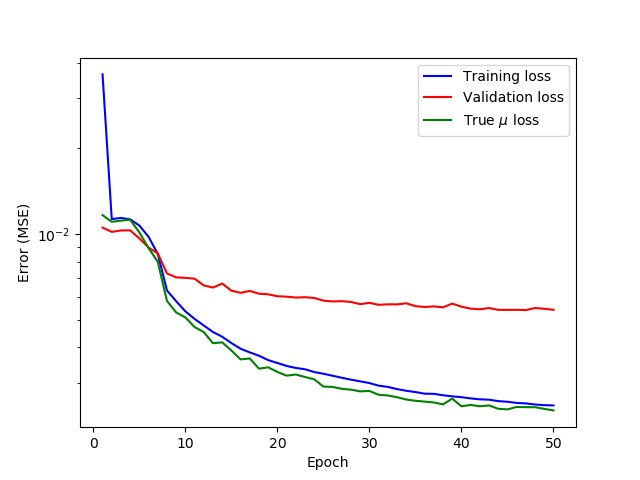 Training loss
Validation loss
True μ loss
Error (MSE)
10⁻²
0 10 20 30 40 50
Epoch